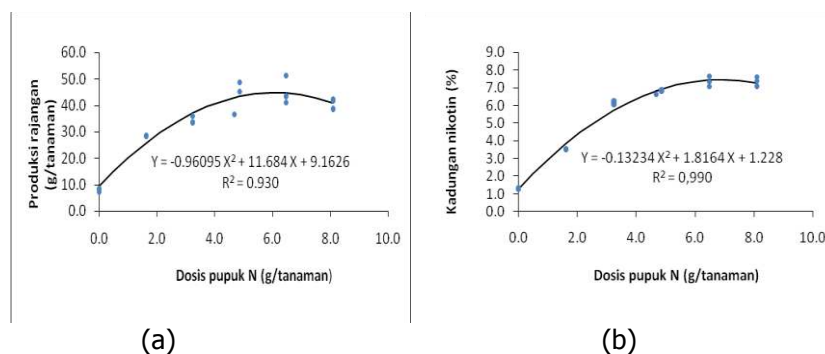 Produksi rajangan
(g/tanaman)
60.0
50.0
40.0
30.0
20.0
10.0
0.0
Y = -0.96095 X² + 11.684 X + 9.1626
R² = 0.930
0.0 2.0 4.0 6.0 8.0 10.0
Dosis pupuk N (g/tanaman)
(a)
Kadungan nikotin (%)
9.0
8.0
7.0
6.0
5.0
4.0
3.0
2.0
1.0
0.0
Y = -0.13234 X² + 1.8164 X + 1.228
R² = 0,990
0.0 2.0 4.0 6.0 8.0 10.0
Dosis pupuk N (g/tanaman)
(b)